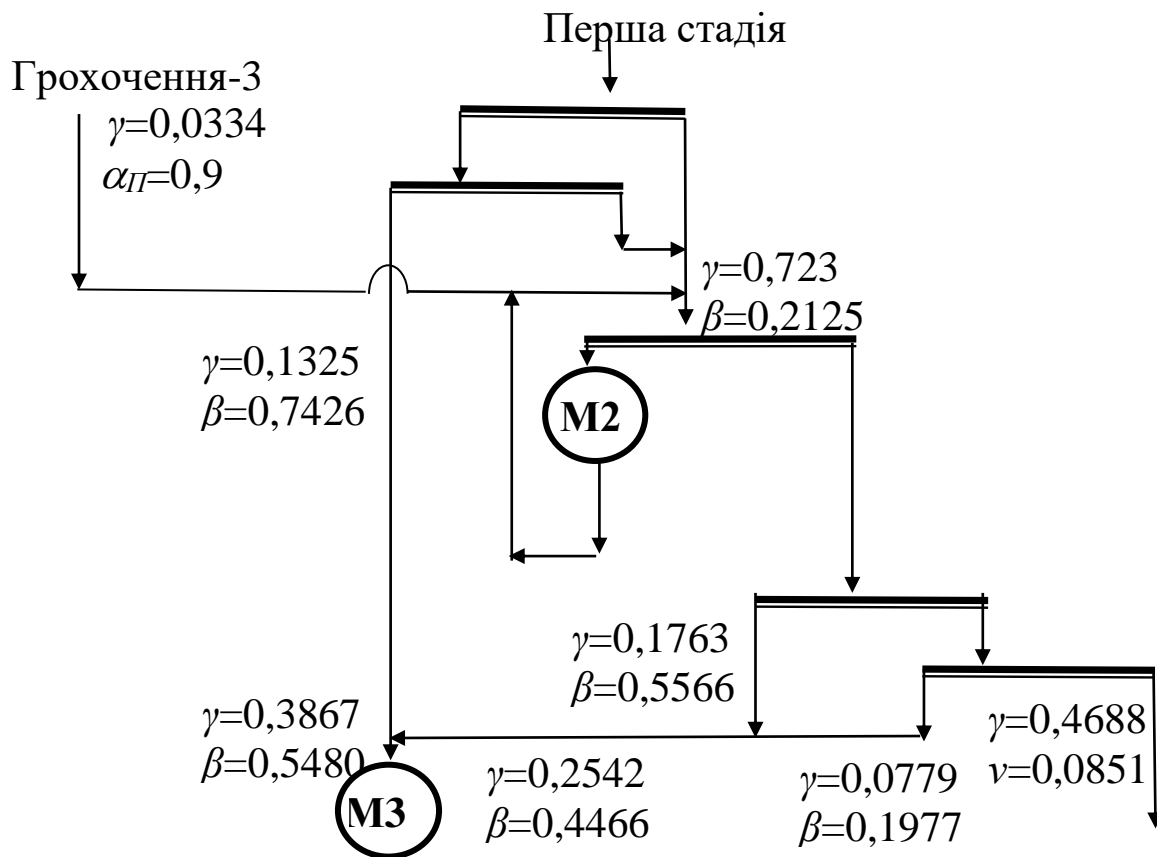 Перша стадія
Грохочення-3
γ=0,0334
αП=0,9
γ=0,723
β=0,2125
γ=0,1325
β=0,7426
М2
γ=0,1763
β=0,5566
γ=0,3867
β=0,5480
γ=0,4688
ν=0,0851
γ=0,2542
β=0,4466
γ=0,0779
β=0,1977
М3